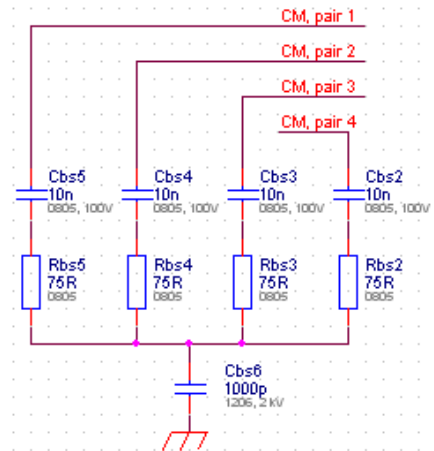 CM, pair 1
CM, pair 2
CM, pair 3
CM, pair 4
Cbs5
10n
0805, 100V
Cbs4
10n
0805, 100V
Cbs3
10n
0805, 100V
Cbs2
10n
0805, 100V
Rbs5
75R
0805
Rbs4
75R
0805
Rbs3
75R
0805
Rbs2
75R
0805
Cbs6
1000p
1206, 2kV